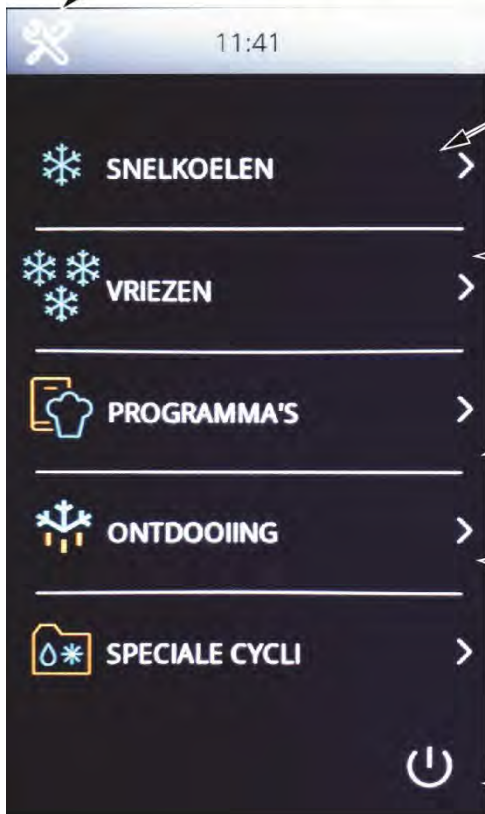 11:41
SNELKOELEN
VRIEZEN
PROGRAMMA'S
ONTDOOIING
SPECIALE CYCLI